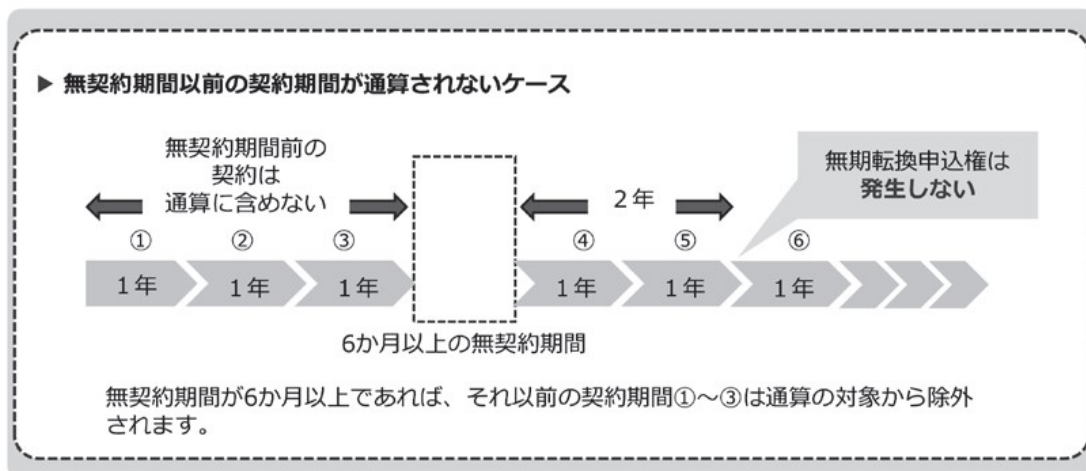 ▶ 無契約期間以前の契約期間が通算されないケース
無契約期間前の
契約は
通算に含めない
2年
無期転換申込権は
発生しない
① ② ③ ④ ⑤ ⑥
1年 1年 1年 1年 1年 1年
6か月以上の無契約期間
無契約期間が6か月以上であれば、それ以前の契約期間①～③は通算の対象から除外
されます。